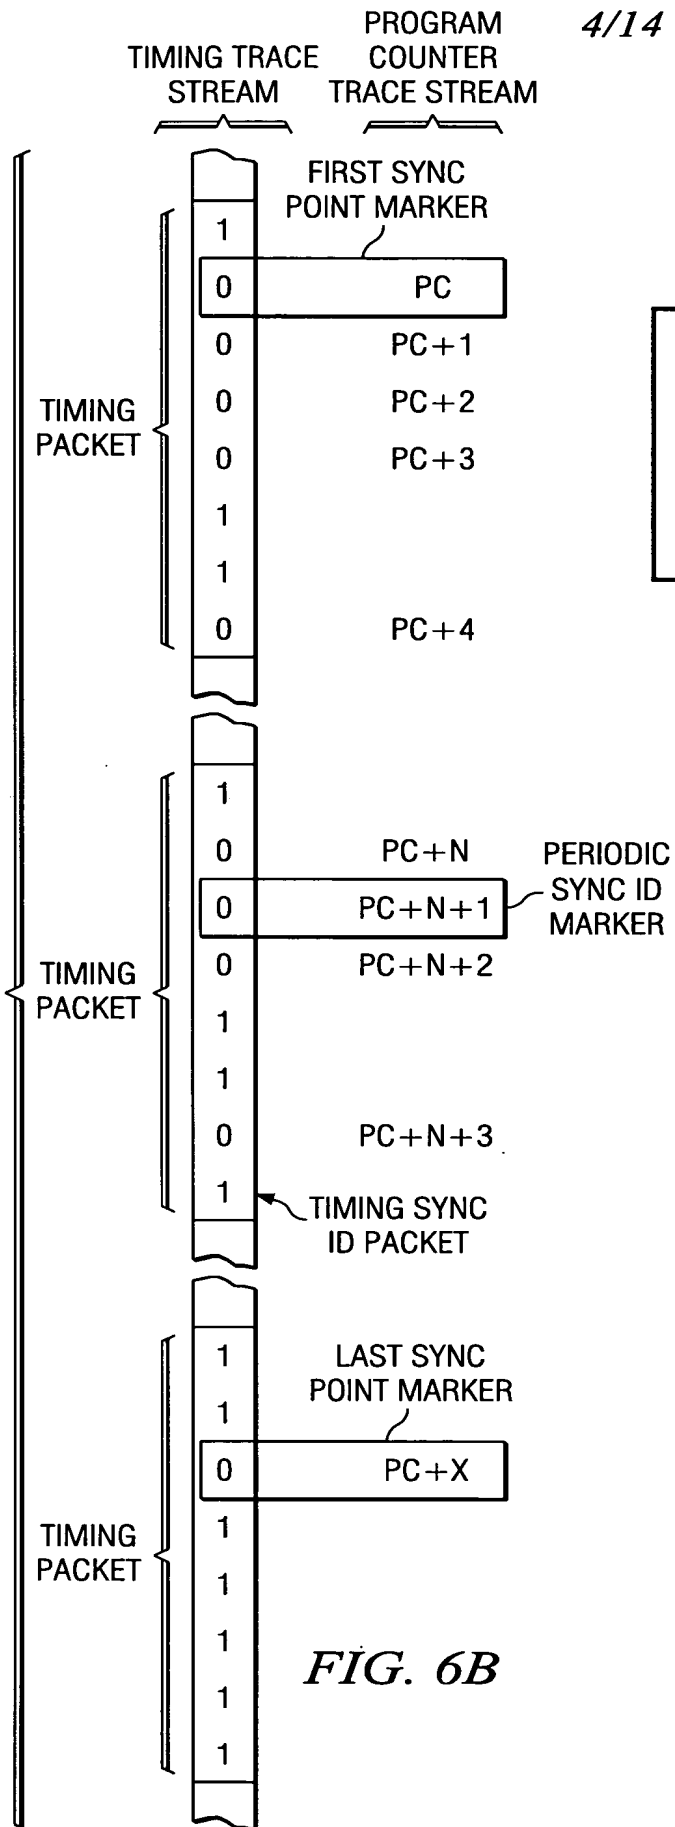 4/14
TIMING TRACE
STREAM
PROGRAM
COUNTER
TRACE STREAM
FIRST SYNC
POINT MARKER
TIMING
PACKET
1
0 PC
0 PC+1
0 PC+2
0 PC+3
1
1
0 PC+4
TIMING
PACKET
1
0 PC+N
0 PC+N+1
PERIODIC
SYNC ID
MARKER
0 PC+N+2
1
1
0 PC+N+3
1
TIMING SYNC
ID PACKET
TIMING
PACKET
LAST SYNC
POINT MARKER
1
1
0 PC+X
1
1
1
1
1
FIG. 6B